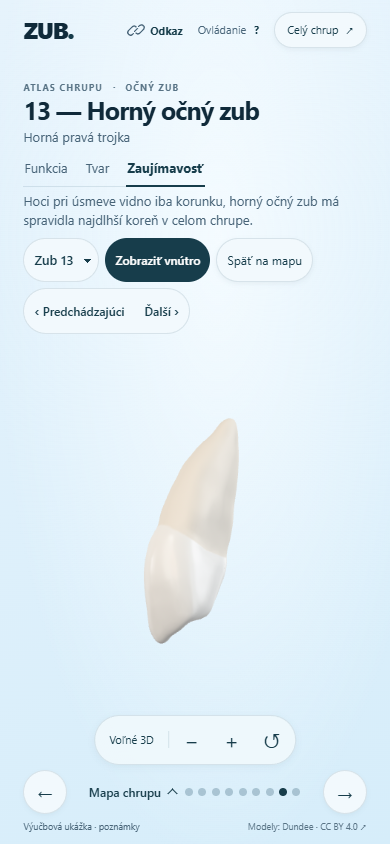 ZUB.
Odkaz
Ovládanie ?
Celý chrup ↗
ATLAS CHRUPU · OČNÝ ZUB
13 — Horný očný zub
Horná pravá trojka
Funkcia Tvar Zaujímavosť
Hoci pri úsmeve vidno iba korunku, horný očný zub má
spravidla najdlhší koreň v celom chrupe.
Zub 13
Zobraziť vnútro
Späť na mapu
‹ Predchádzajúci Ďalší ›
Voľné 3D − + ↺
← Mapa chrupu →
Výučbová ukážka · poznámky
Modely: Dundee · CC BY 4.0 ↗